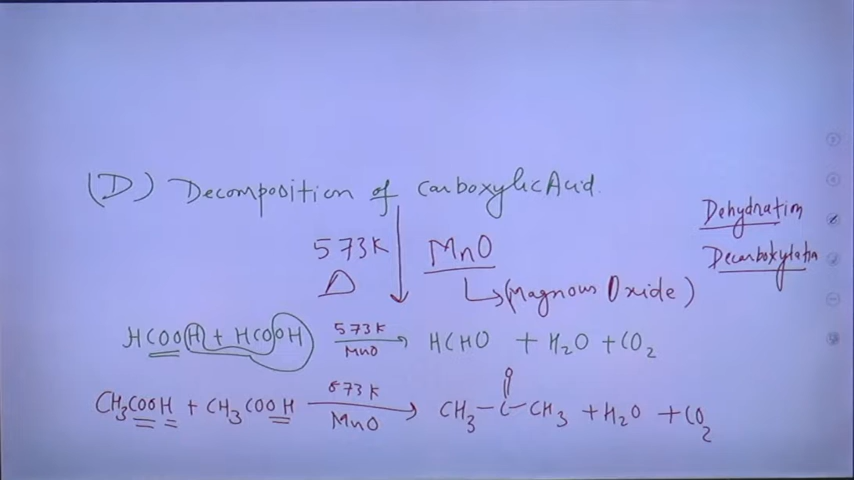 (D) Decomposition of Carboxylic Acid.
Dehydration
573K MnO
Decarboxylation
Δ (Magnous Oxide)
HCOOH + HCOOH 573K MnO HCHO + H₂O + CO₂
CH₃COOH + CH₃COOH 673K MnO CH₃-C-CH₃ + H₂O + CO₂
O